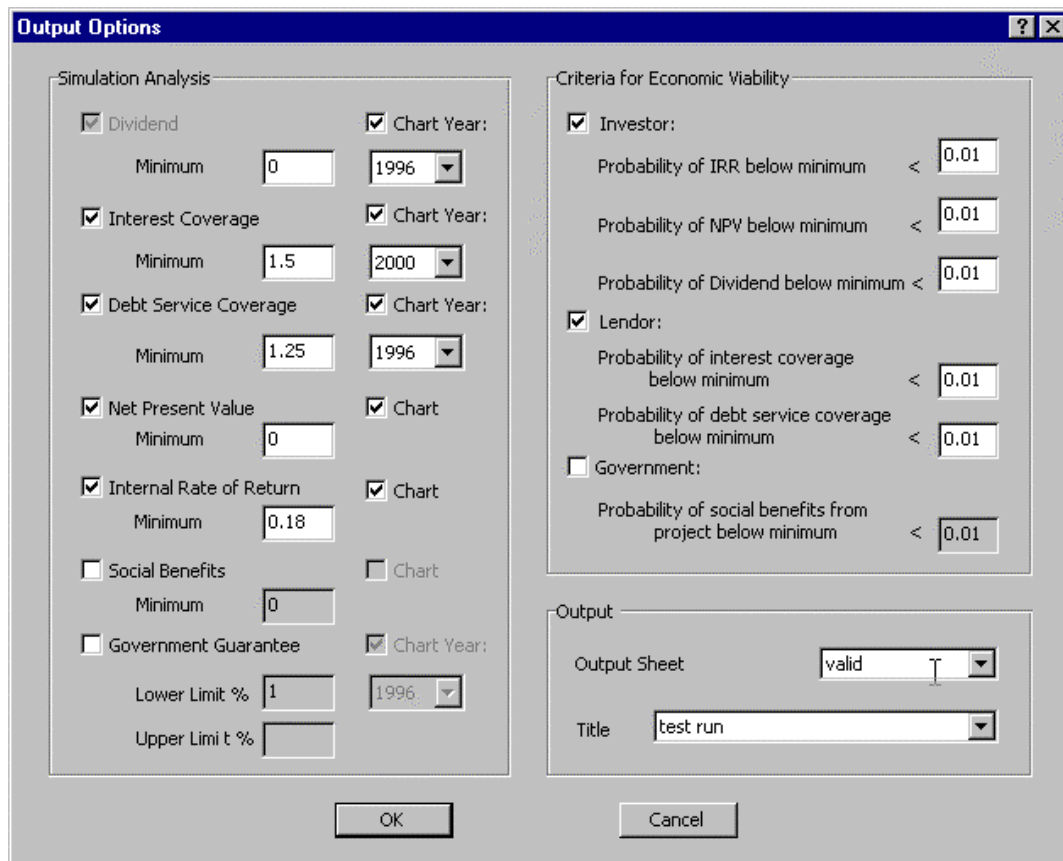 Output Options
Simulation Analysis
Dividend
Chart Year:
Minimum 0 1996
Interest Coverage
Chart Year:
Minimum 1.5 2000
Debt Service Coverage
Chart Year:
Minimum 1.25 1996
Net Present Value
Chart
Minimum 0
Internal Rate of Return
Chart
Minimum 0.18
Social Benefits
Chart
Minimum 0
Government Guarantee
Chart Year:
Lower Limit % 1 1996
Upper Limi t %
Criteria for Economic Viability
Investor:
Probability of IRR below minimum < 0.01
Probability of NPV below minimum < 0.01
Probability of Dividend below minimum < 0.01
Lendor:
Probability of interest coverage
below minimum < 0.01
Probability of debt service coverage
below minimum < 0.01
Government:
Probability of social benefits from
project below minimum < 0.01
Output
Output Sheet valid
Title test run
OK
Cancel